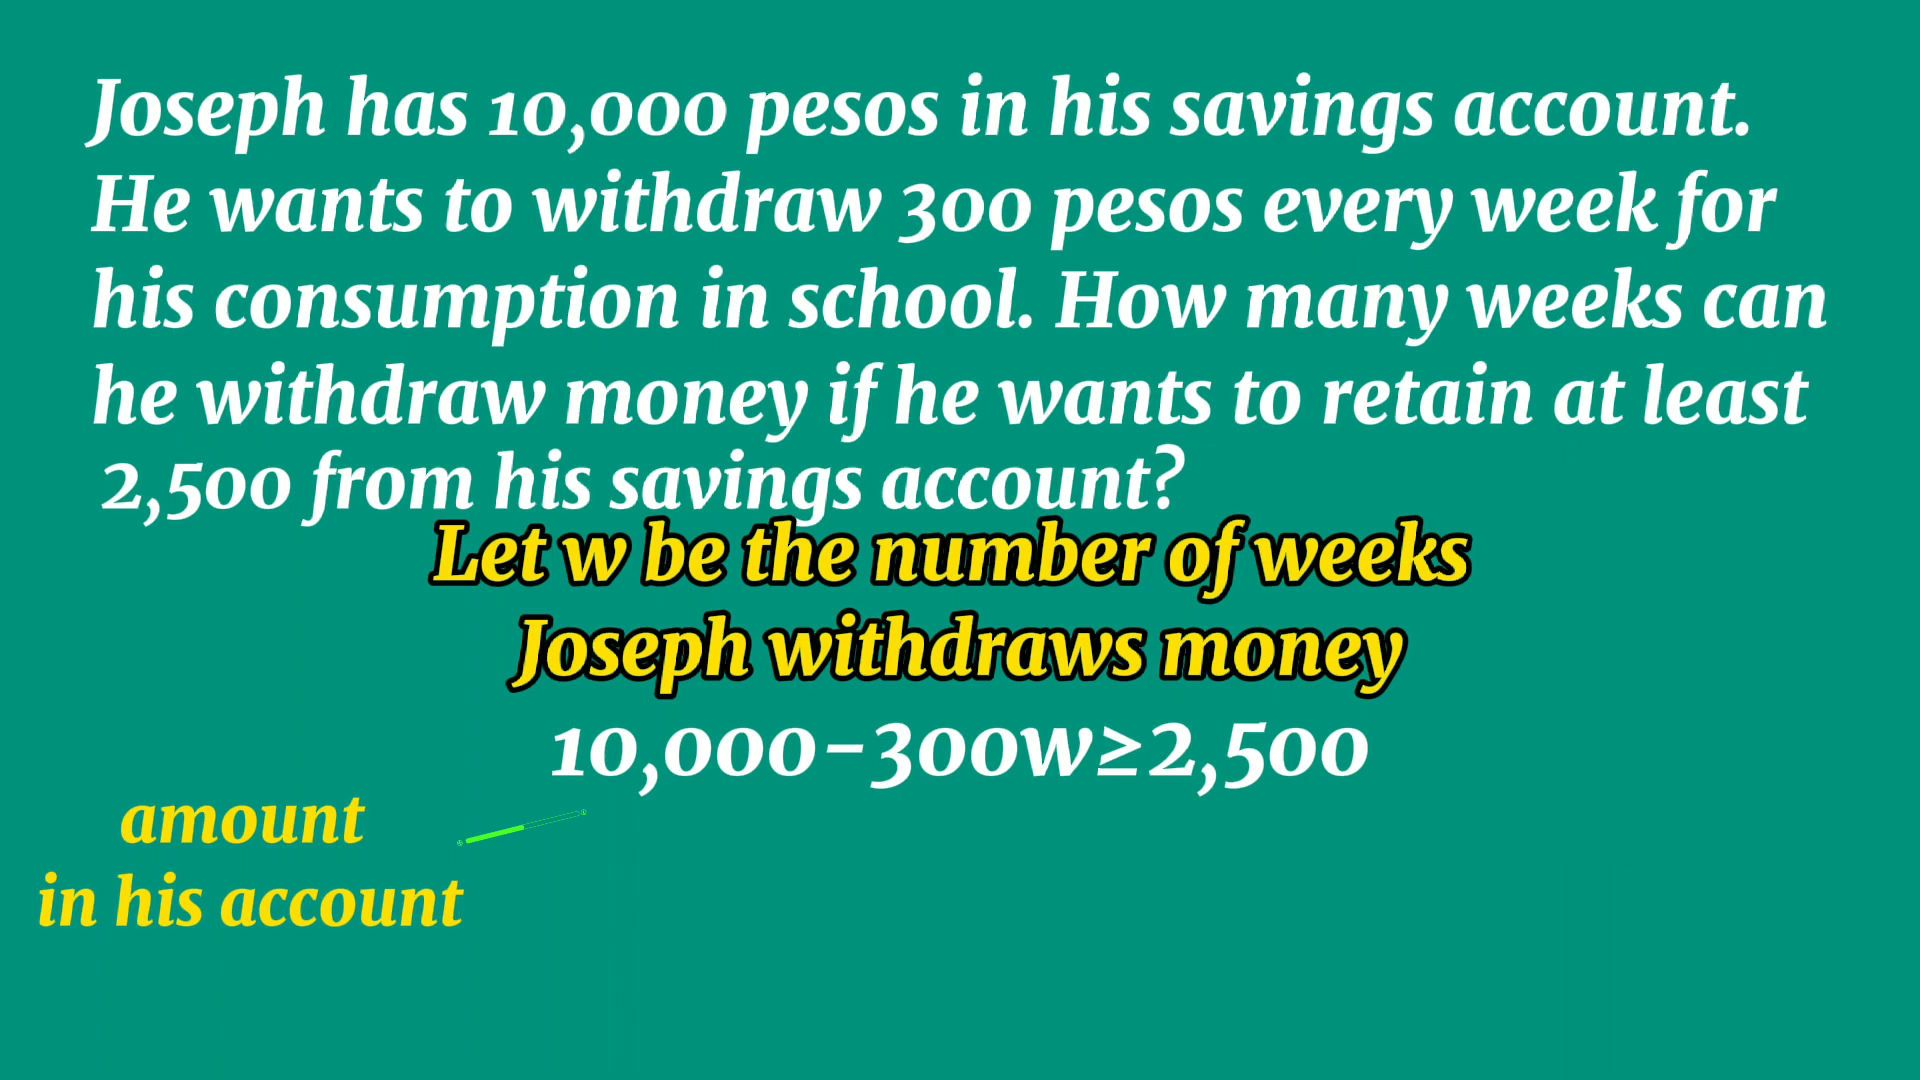 Joseph has 10,000 pesos in his savings account.
He wants to withdraw 300 pesos every week for
his consumption in school. How many weeks can
he withdraw money if he wants to retain at least
2,500 from his savings account?
Let w be the number of weeks
Joseph withdraws money
10,000−300w≥2,500
amount
in his account